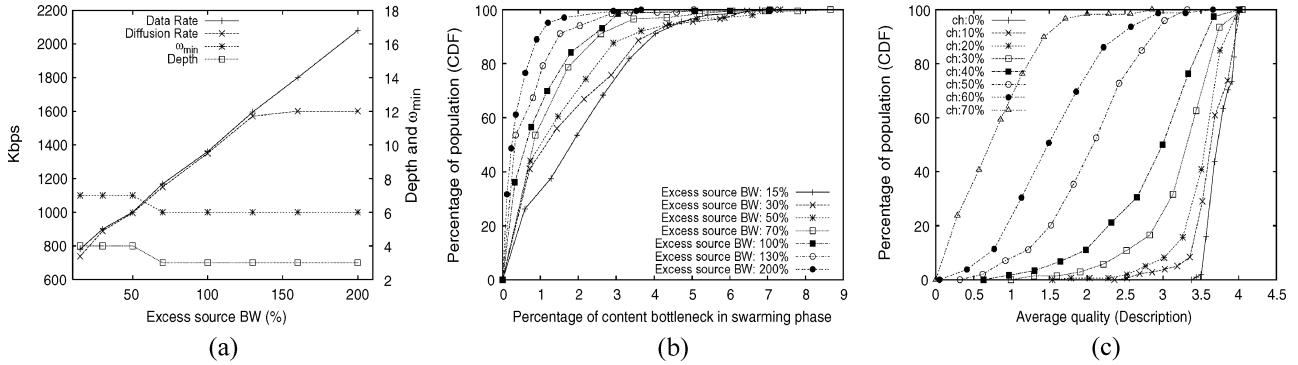 Data Rate
Diffusion Rate
ωmin
Depth
2200
2000
1800
1600
1400
1200
1000
800
600
Kbps
18
16
14
12
10
8
6
4
2
Depth and ωmin
50
100
150
200
Excess source BW (%)
(a)
100
80
60
40
20
0
Percentage of population (CDF)
Excess source BW: 15%
Excess source BW: 30%
Excess source BW: 50%
Excess source BW: 70%
Excess source BW: 100%
Excess source BW: 130%
Excess source BW: 200%
0
1
2
3
4
5
6
7
8
9
Percentage of content bottleneck in swarming phase
(b)
100
80
60
40
20
0
Percentage of population (CDF)
ch:0%
ch:10%
ch:20%
ch:30%
ch:40%
ch:50%
ch:60%
ch:70%
0
0.5
1
1.5
2
2.5
3
3.5
4
4.5
Average quality (Description)
(c)